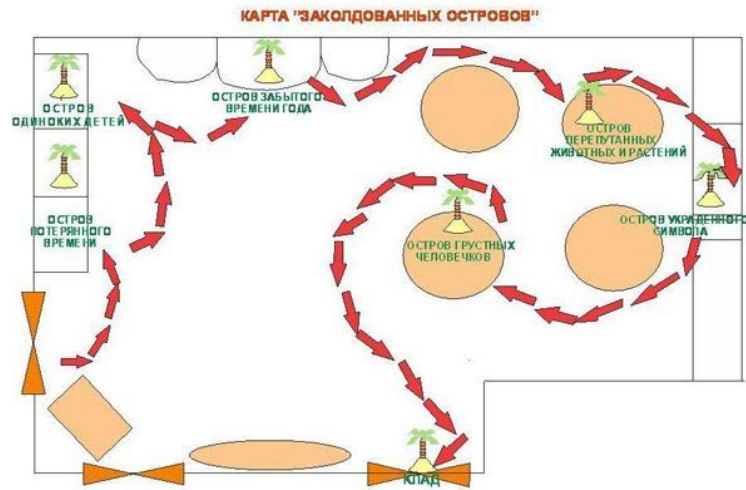 КАРТА "ЗАКОЛДОВАННЫХ ОСТРОВОВ"
ОСТРОВ
ОДИНОКИХ ДЕТЕЙ
ОСТРОВ ЗАБЫТОГО
ВРЕМЕНИ ГОДА
ОСТРОВ
ПЕРЕПУТАННЫХ
ЖИВОТНЫХ И РАСТЕНИЙ
ОСТРОВ
ПОТЕРЯННОГО
ВРЕМЕНИ
ОСТРОВ УКРАДЕННОГО
СИМВОЛА
ОСТРОВ ГРУСТНЫХ
ЧЕЛОВЕЧКОВ
КЛАД